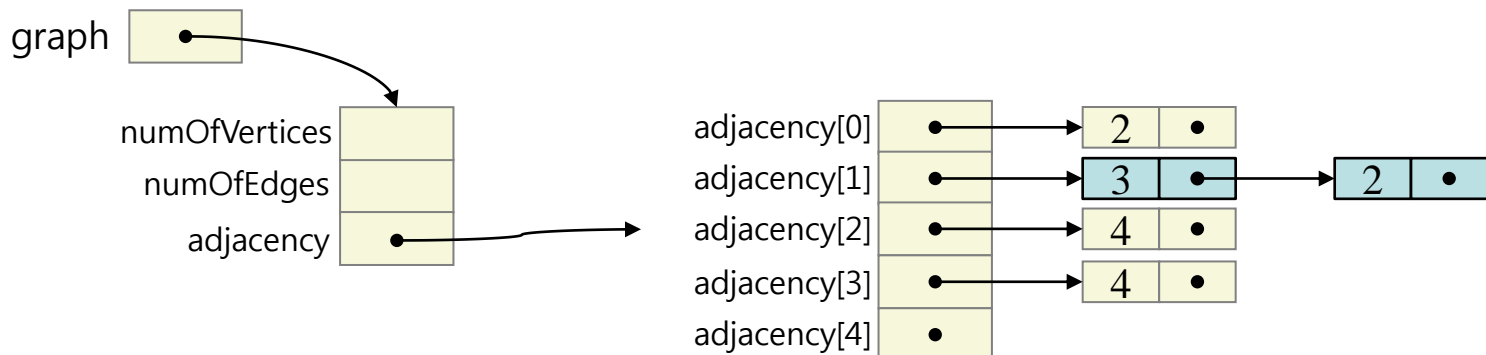 graph
numOfVertices
numOfEdges
adjacency
adjacency[0] 2
adjacency[1] 3 2
adjacency[2] 4
adjacency[3] 4
adjacency[4]